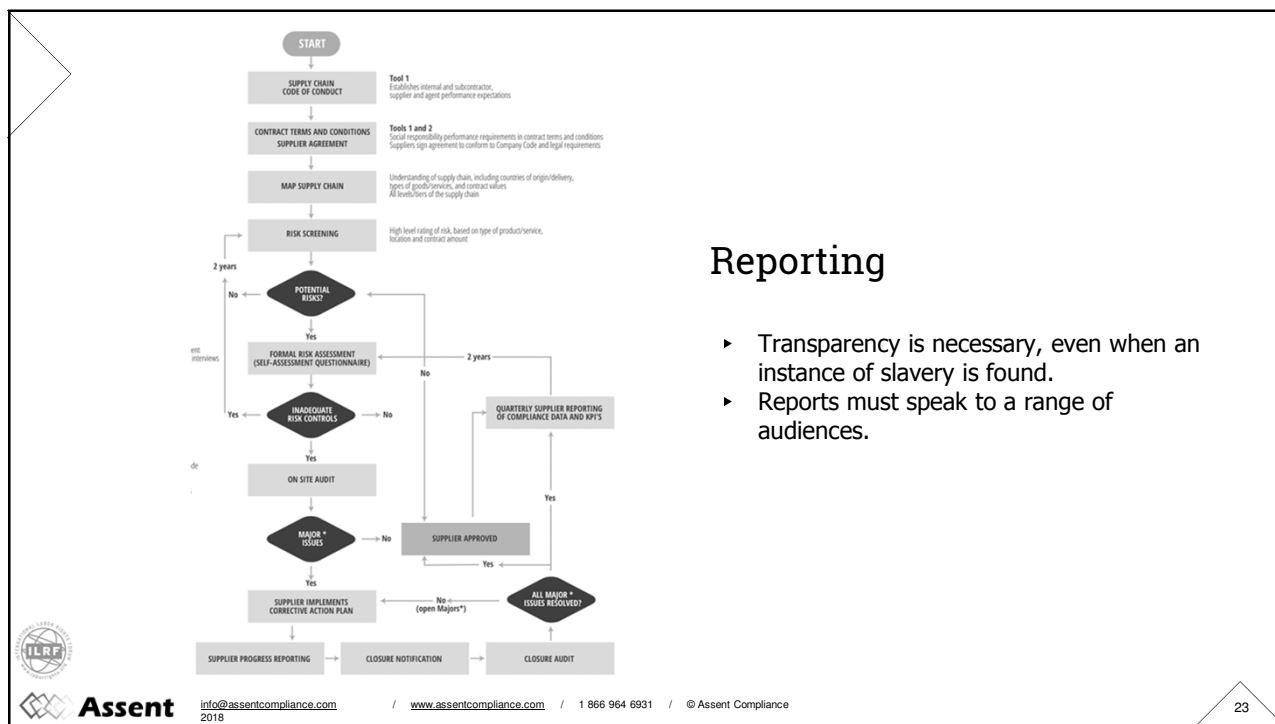 START
SUPPLY CHAIN
CODE OF CONDUCT
Tool 1
Establishes internal and subcontractor,
supplier and agent performance expectations
CONTRACT TERMS AND CONDITIONS
SUPPLIER AGREEMENT
Tools 1 and 2
Social responsibility performance requirements in contract terms and conditions
Suppliers sign agreement to conform to Company Code and legal requirements
MAP SUPPLY CHAIN
Understanding of supply chain, including countries of origin/delivery,
types of goods/services, and contract values
All levels/tiers of the supply chain
RISK SCREENING
High level rating of risk, based on type of product/service,
location and contract amount
2 years
No
POTENTIAL
RISKS?
Yes
ent
interviews
FORMAL RISK ASSESSMENT
(SELF-ASSESSMENT QUESTIONNAIRE)
2 years
No
Yes
INADEQUATE
RISK CONTROLS
No
QUARTERLY SUPPLIER REPORTING
OF COMPLIANCE DATA AND KPI'S
Yes
de
ON SITE AUDIT
Yes
MAJOR *
ISSUES
No
SUPPLIER APPROVED
Yes
Yes
SUPPLIER IMPLEMENTS
CORRECTIVE ACTION PLAN
No
(open Majors*)
ALL MAJOR *
ISSUES RESOLVED?
SUPPLIER PROGRESS REPORTING
CLOSURE NOTIFICATION
CLOSURE AUDIT
Reporting
‣ Transparency is necessary, even when an
instance of slavery is found.
‣ Reports must speak to a range of
audiences.
INTERNATIONAL LABOR RIGHTS FORUM
ILRF
Assent
info@assentcompliance.com / www.assentcompliance.com / 1 866 964 6931 / © Assent Compliance
2018
23